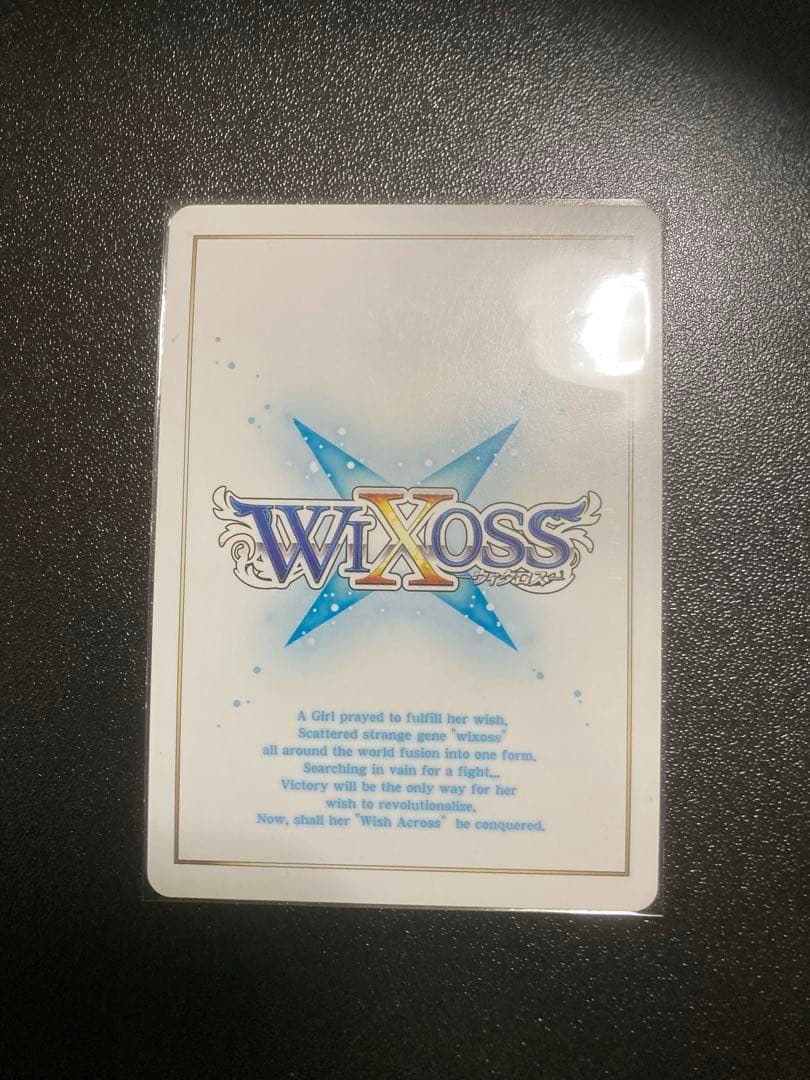 WIXOSS
ウィクロス
A Girl prayed to fulfill her wish,
Scattered strange gene "wixoss"
all around the world fusion into one form.
Searching in vain for a fight...
Victory will be the only way for her
wish to revolutionalize.
Now, shall her "Wish Across" be conquered.